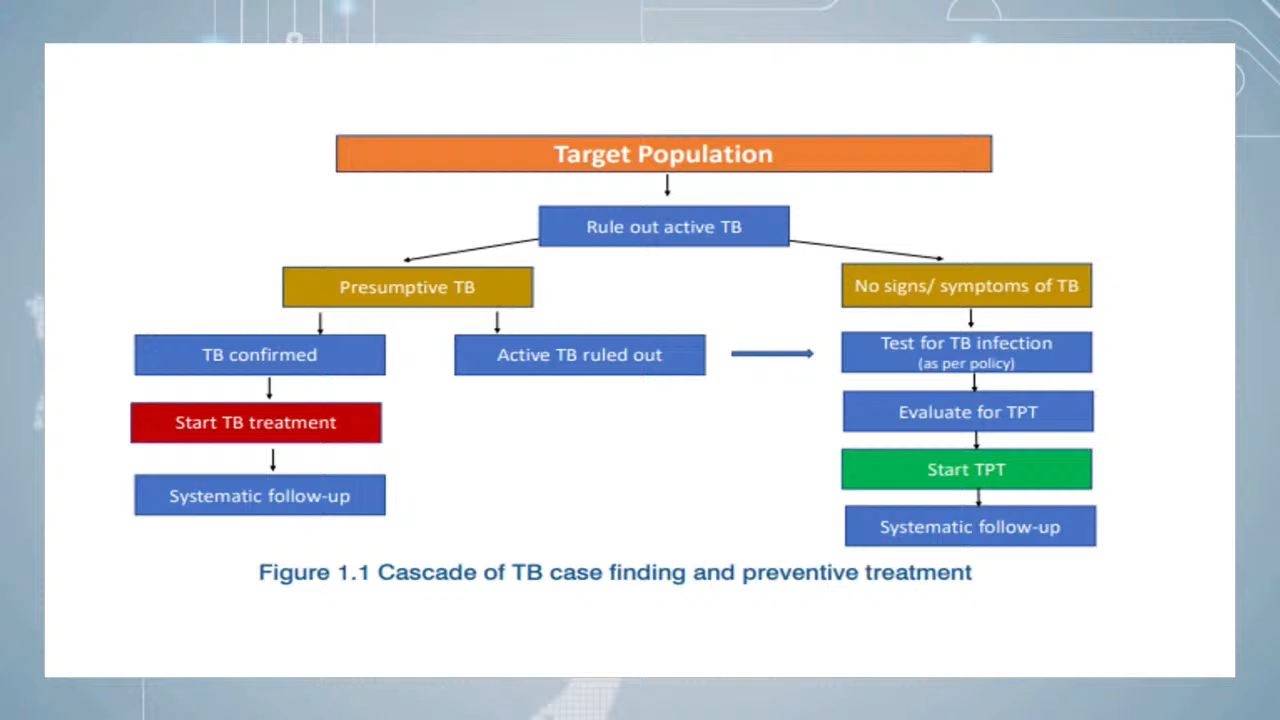 Target Population
Rule out active TB
Presumptive TB
No signs/ symptoms of TB
TB confirmed
Active TB ruled out
Test for TB infection
(as per policy)
Start TB treatment
Evaluate for TPT
Start TPT
Systematic follow-up
Systematic follow-up
Figure 1.1 Cascade of TB case finding and preventive treatment